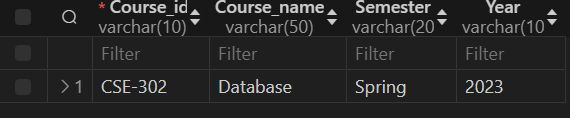 * Course_id Course_name Semester Year
varchar(10) varchar(50) varchar(20 varchar(10
Filter Filter Filter Filter
1 CSE-302 Database Spring 2023